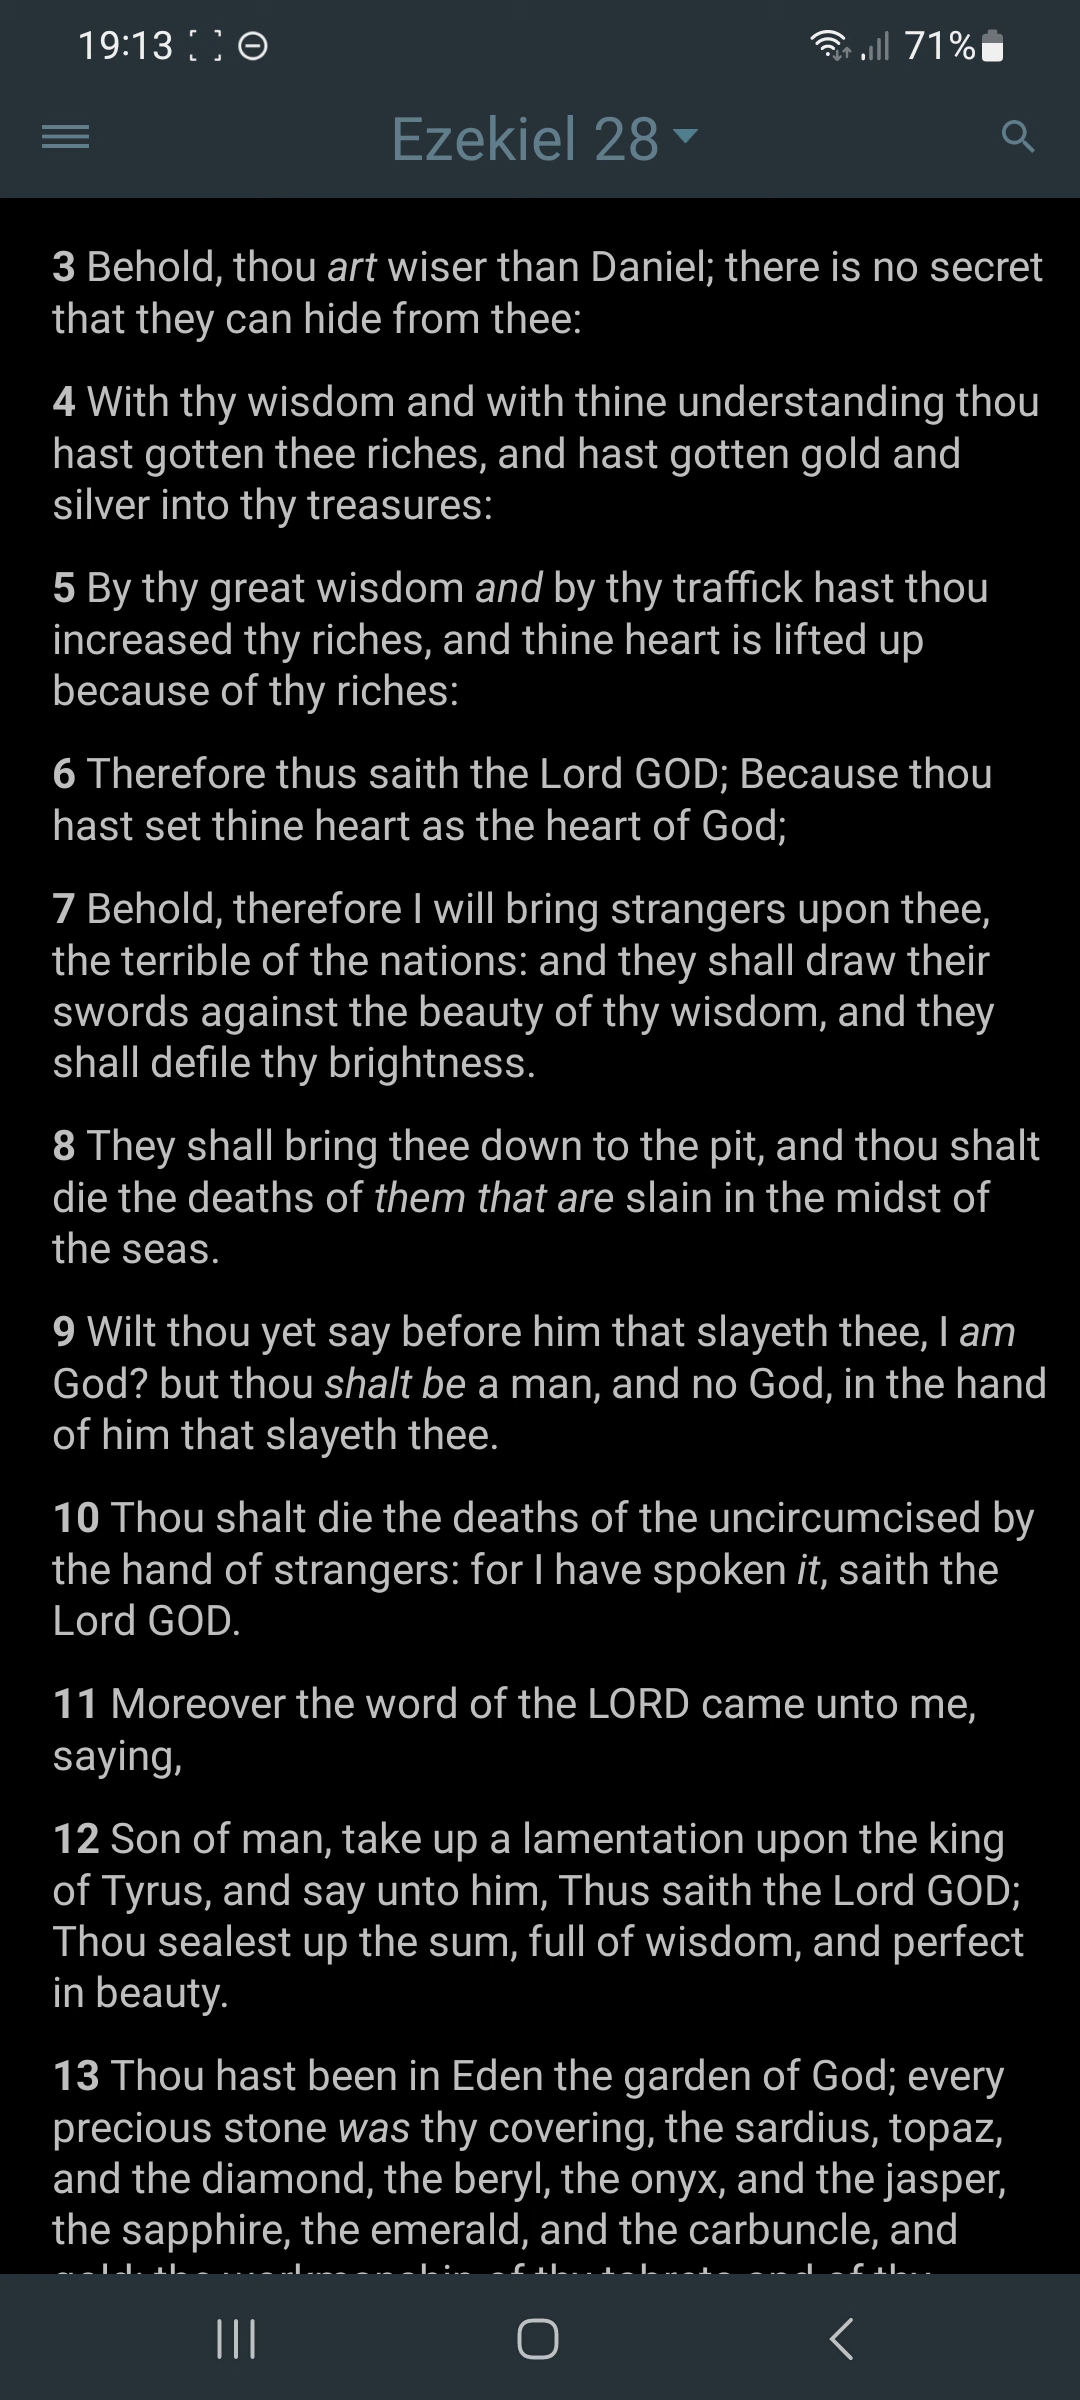 19:13
71%
Ezekiel 28
3 Behold, thou art wiser than Daniel; there is no secret
that they can hide from thee:
4 With thy wisdom and with thine understanding thou
hast gotten thee riches, and hast gotten gold and
silver into thy treasures:
5 By thy great wisdom and by thy traffick hast thou
increased thy riches, and thine heart is lifted up
because of thy riches:
6 Therefore thus saith the Lord GOD; Because thou
hast set thine heart as the heart of God;
7 Behold, therefore I will bring strangers upon thee,
the terrible of the nations: and they shall draw their
swords against the beauty of thy wisdom, and they
shall defile thy brightness.
8 They shall bring thee down to the pit, and thou shalt
die the deaths of them that are slain in the midst of
the seas.
9 Wilt thou yet say before him that slayeth thee, I am
God? but thou shalt be a man, and no God, in the hand
of him that slayeth thee.
10 Thou shalt die the deaths of the uncircumcised by
the hand of strangers: for I have spoken it, saith the
Lord GOD.
11 Moreover the word of the LORD came unto me,
saying,
12 Son of man, take up a lamentation upon the king
of Tyrus, and say unto him, Thus saith the Lord GOD;
Thou sealest up the sum, full of wisdom, and perfect
in beauty.
13 Thou hast been in Eden the garden of God; every
precious stone was thy covering, the sardius, topaz,
and the diamond, the beryl, the onyx, and the jasper,
the sapphire, the emerald, and the carbuncle, and
gold: the workmanship of thy tabrets and of thy